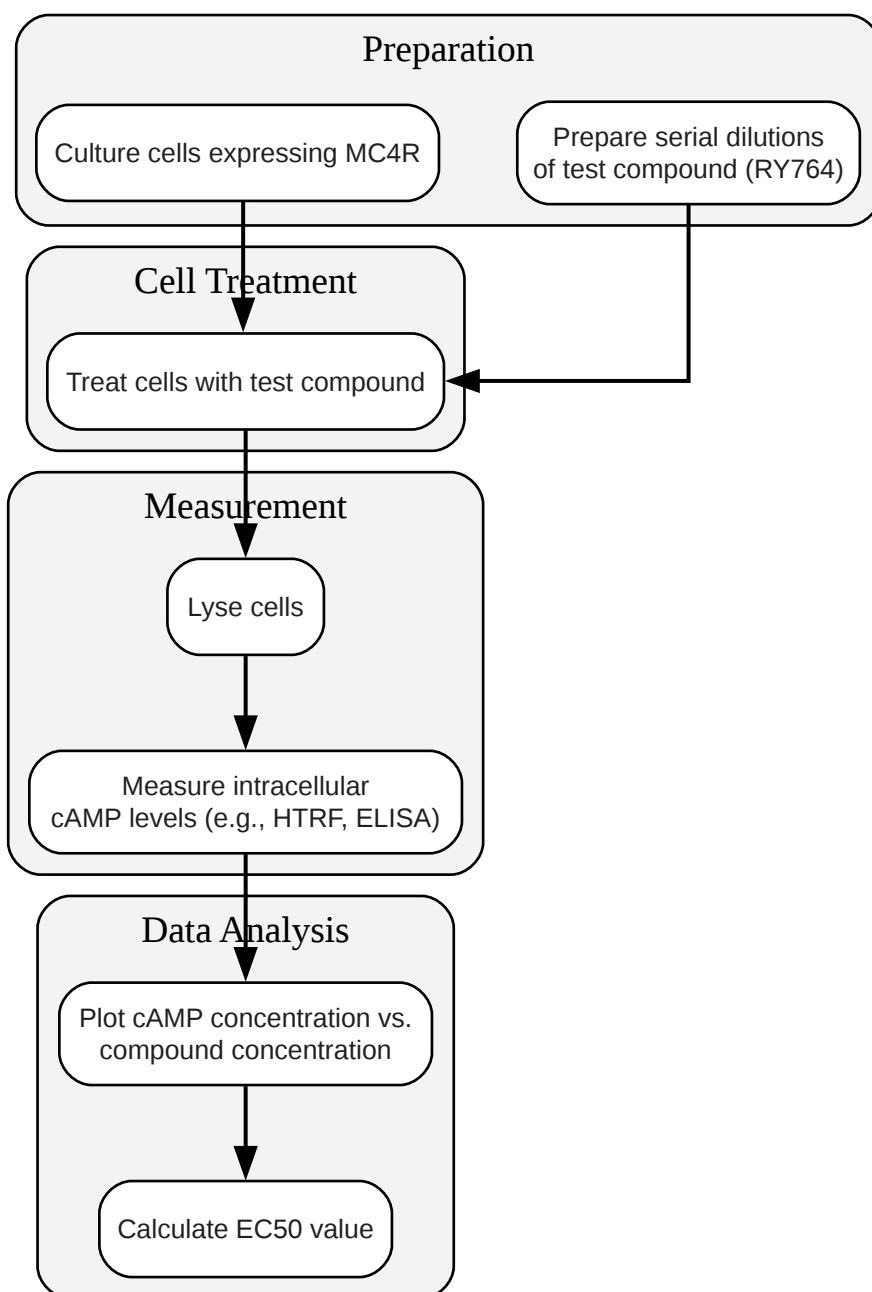 Preparation
Culture cells expressing MC4R
Prepare serial dilutions
of test compound (RY764)
Cell Treatment
Treat cells with test compound
Measurement
Lyse cells
Measure intracellular
cAMP levels (e.g., HTRF, ELISA)
Data Analysis
Plot cAMP concentration vs.
compound concentration
Calculate EC50 value